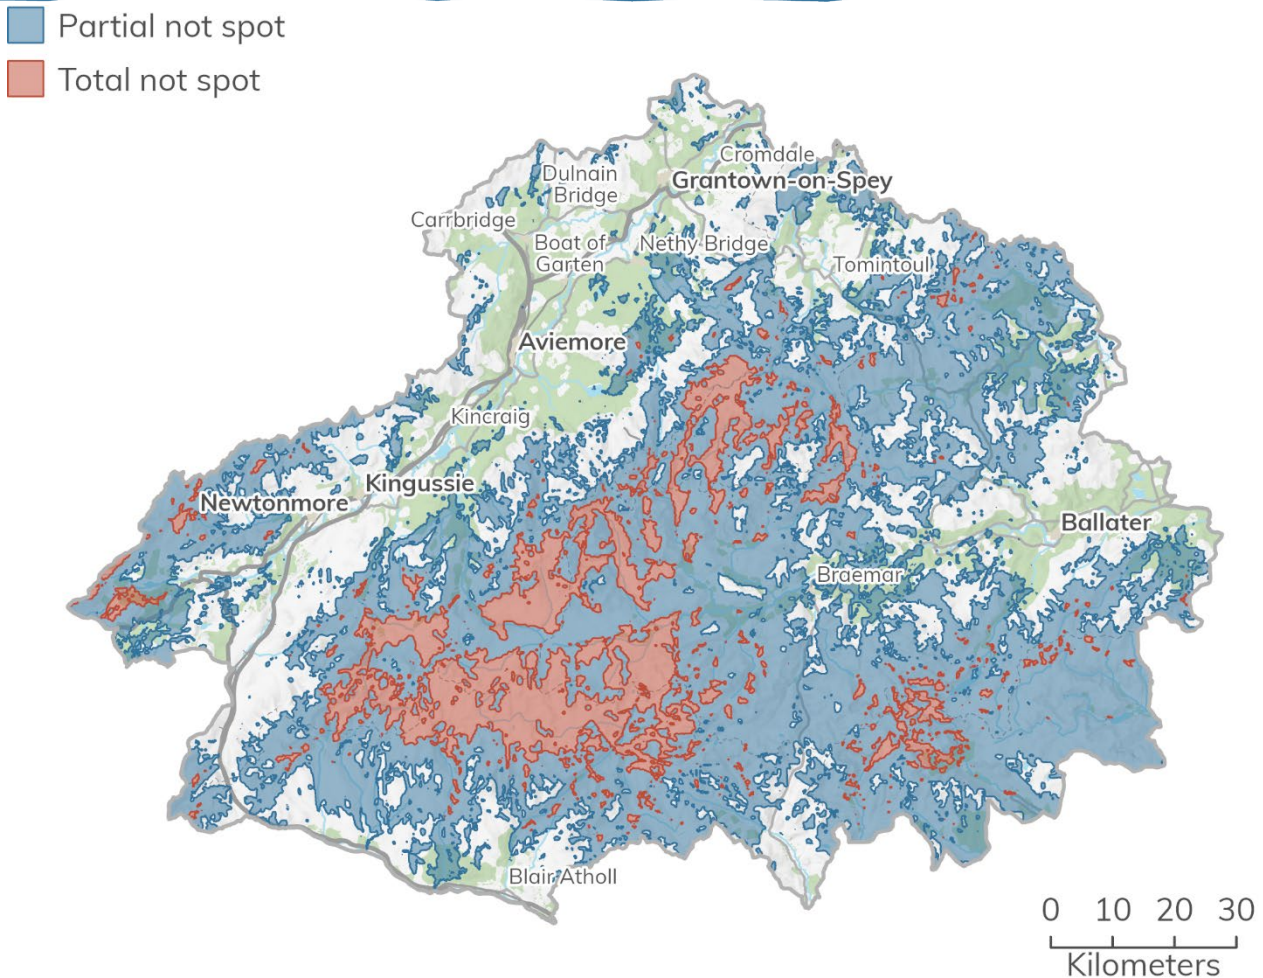 Partial not spot
Total not spot
Cromdale
Grantown-on-Spey
Dulnain
Bridge
Carrbridge
Boat of
Garten
Nethy Bridge
Tomintoul
Aviemore
Kincraig
Kingussie
Newtonmore
Ballater
Braemar
Blair Atholl
0 10 20 30
Kilometers